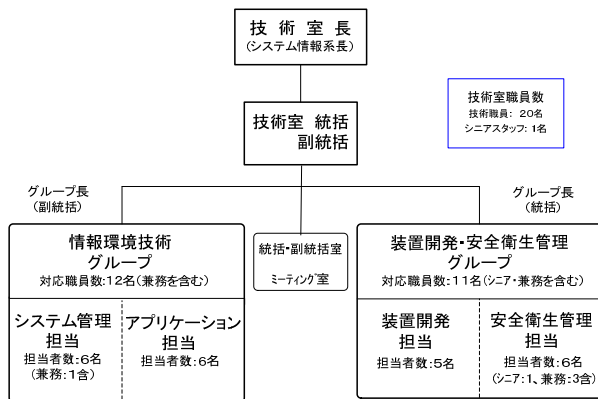 技 術 室 長
(システム情報系長)
技術室 統括
副統括
技術室職員数
技術職員: 20名
シニアスタッフ:1名
グループ長
(副統括)
グループ長
(統括)
情報環境技術
グループ
対応職員数:12名(兼務を含む)
統括・副統括室
ミーティング室
装置開発・安全衛生管理
グループ
対応職員数:11名(シニア・兼務を含む)
システム管理
担当
担当者数:6名
(兼務:1含)
アプリケーション
担当
担当者数:6名
装置開発
担当
担当者数:5名
安全衛生管理
担当
担当者数:6名
(シニア:1、兼務:3含)